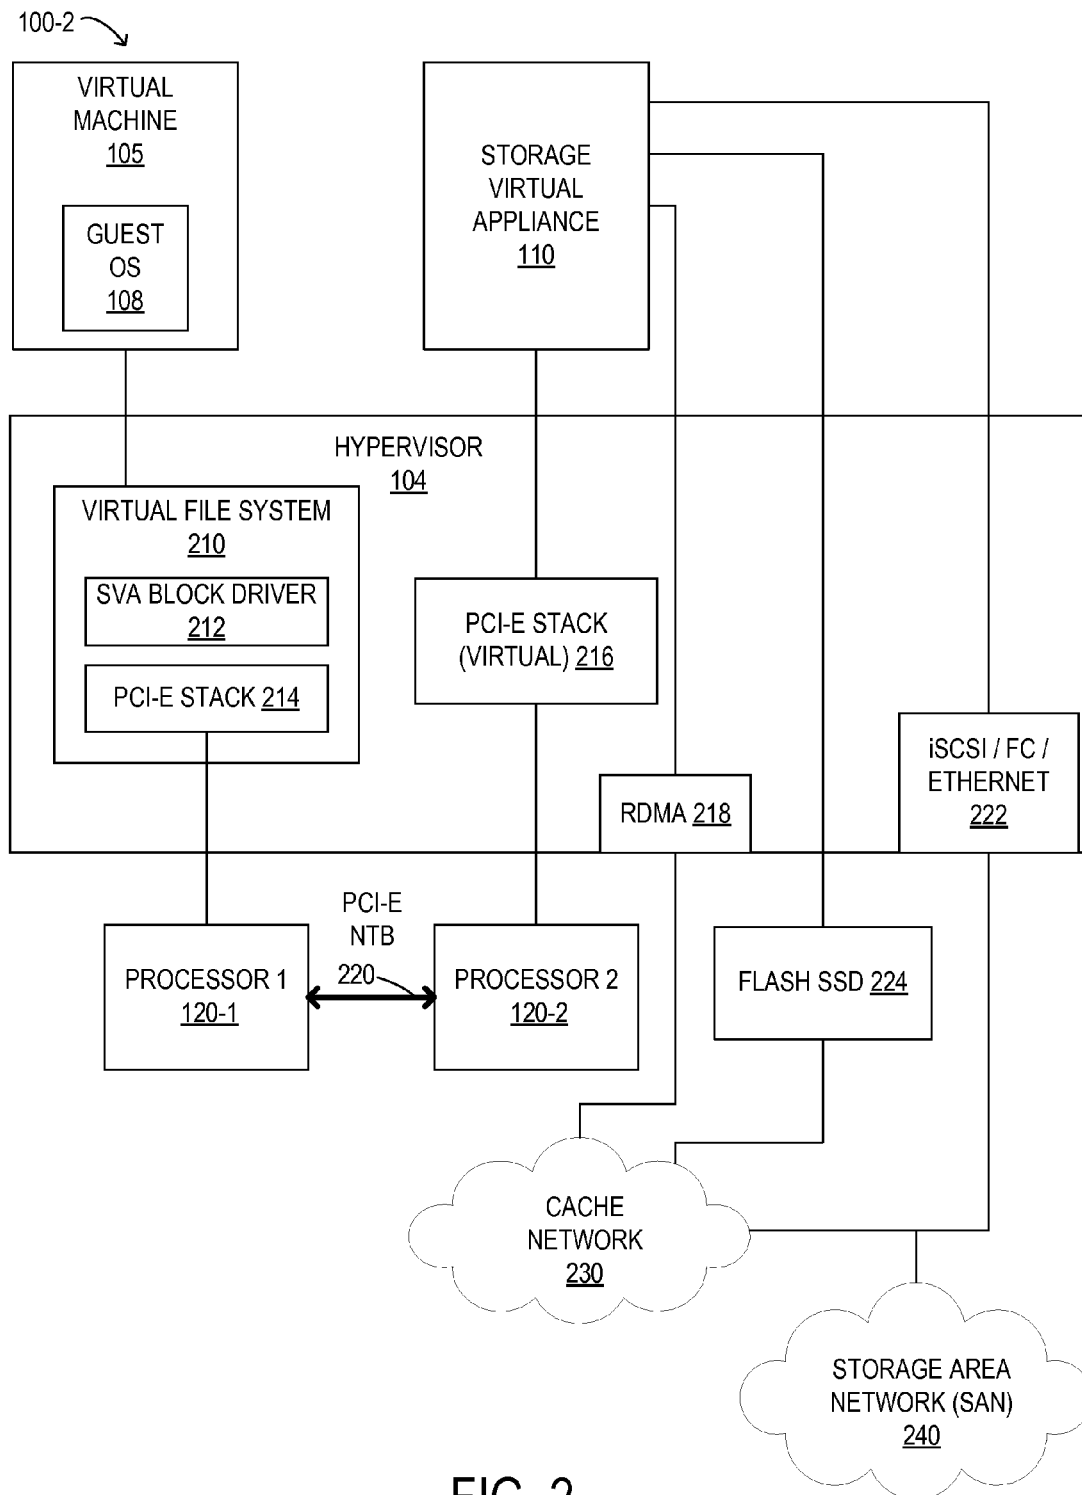 100-2
VIRTUAL
MACHINE
105
GUEST
OS
108
STORAGE
VIRTUAL
APPLIANCE
110
HYPERVISOR
104
VIRTUAL FILE SYSTEM
210
SVA BLOCK DRIVER
212
PCI-E STACK 214
PCI-E STACK
(VIRTUAL) 216
RDMA 218
iSCSI / FC /
ETHERNET
222
PROCESSOR 1
120-1
PCI-E
NTB
220
PROCESSOR 2
120-2
FLASH SSD 224
CACHE
NETWORK
230
STORAGE AREA
NETWORK (SAN)
240
FIG. 2